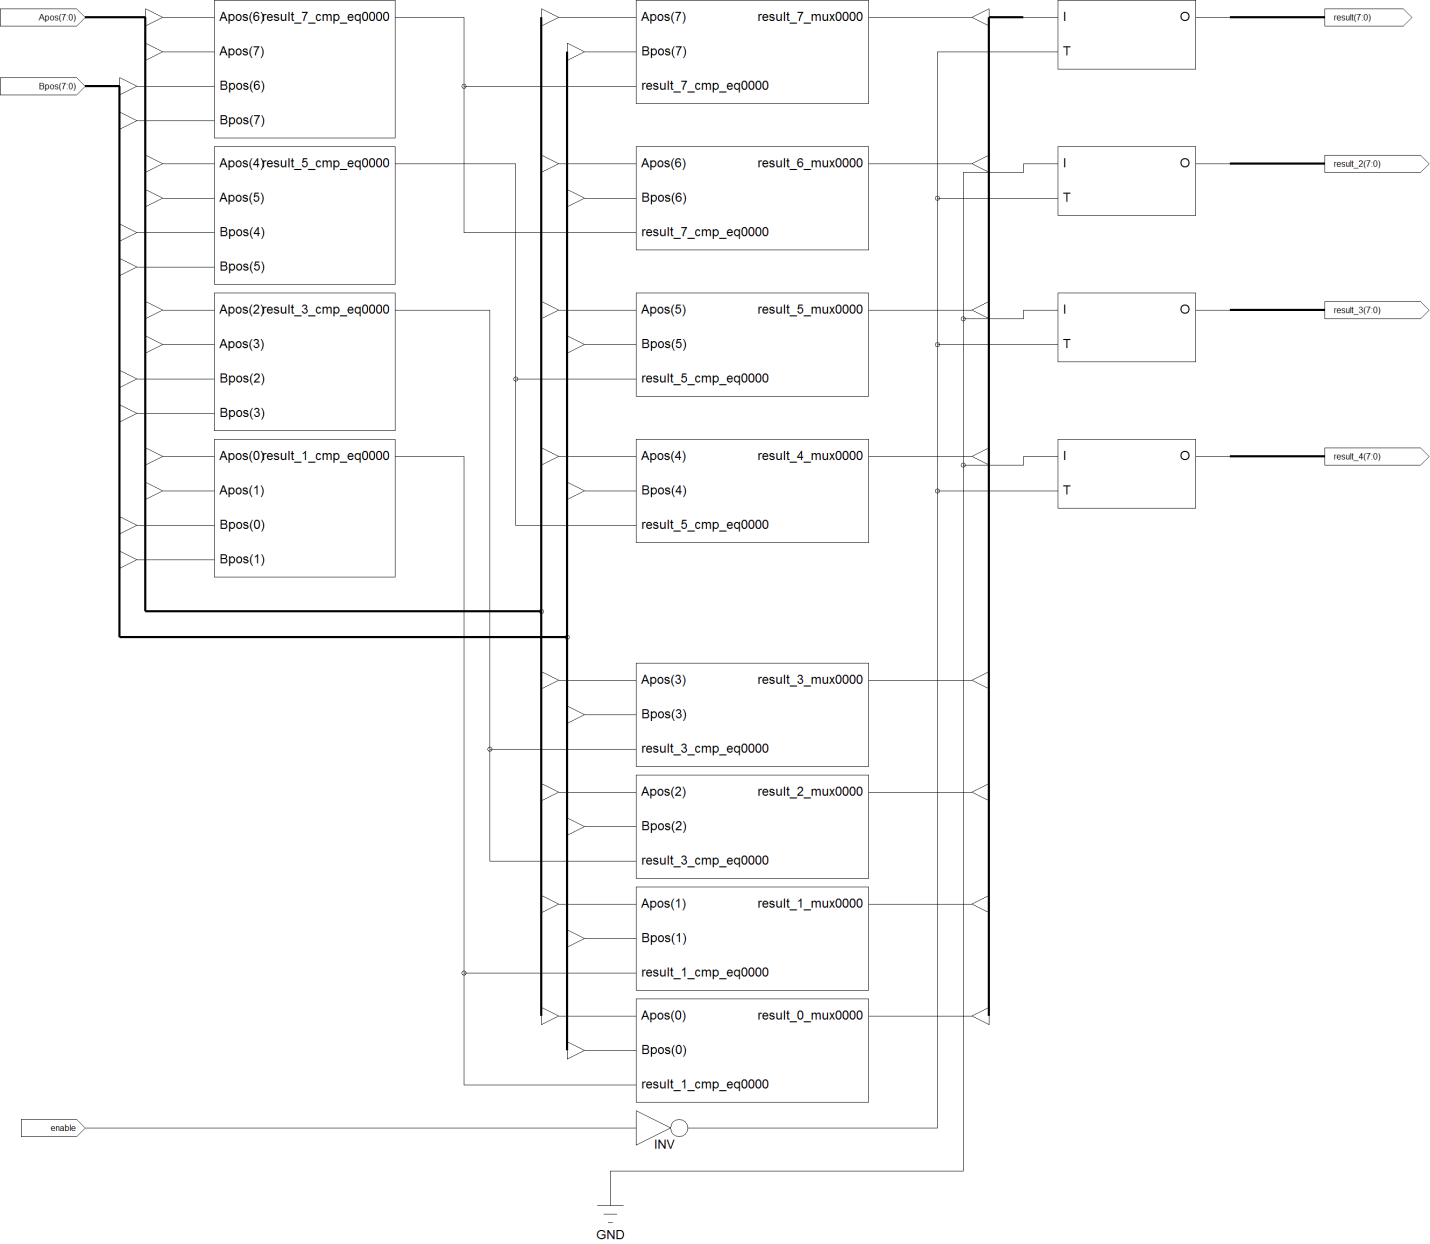 Apos(7:0)
Bpos(7:0)
enable
Apos(6) result_7_cmp_eq0000
Apos(7)
Bpos(6)
Bpos(7)
Apos(4) result_5_cmp_eq0000
Apos(5)
Bpos(4)
Bpos(5)
Apos(2) result_3_cmp_eq0000
Apos(3)
Bpos(2)
Bpos(3)
Apos(0) result_1_cmp_eq0000
Apos(1)
Bpos(0)
Bpos(1)
Apos(7) result_7_mux0000
Bpos(7)
result_7_cmp_eq0000
Apos(6) result_6_mux0000
Bpos(6)
result_7_cmp_eq0000
Apos(5) result_5_mux0000
Bpos(5)
result_5_cmp_eq0000
Apos(4) result_4_mux0000
Bpos(4)
result_5_cmp_eq0000
Apos(3) result_3_mux0000
Bpos(3)
result_3_cmp_eq0000
Apos(2) result_2_mux0000
Bpos(2)
result_3_cmp_eq0000
Apos(1) result_1_mux0000
Bpos(1)
result_1_cmp_eq0000
Apos(0) result_0_mux0000
Bpos(0)
result_1_cmp_eq0000
INV
GND
I O
T
I O
T
I O
T
I O
T
result(7:0)
result_2(7:0)
result_3(7:0)
result_4(7:0)